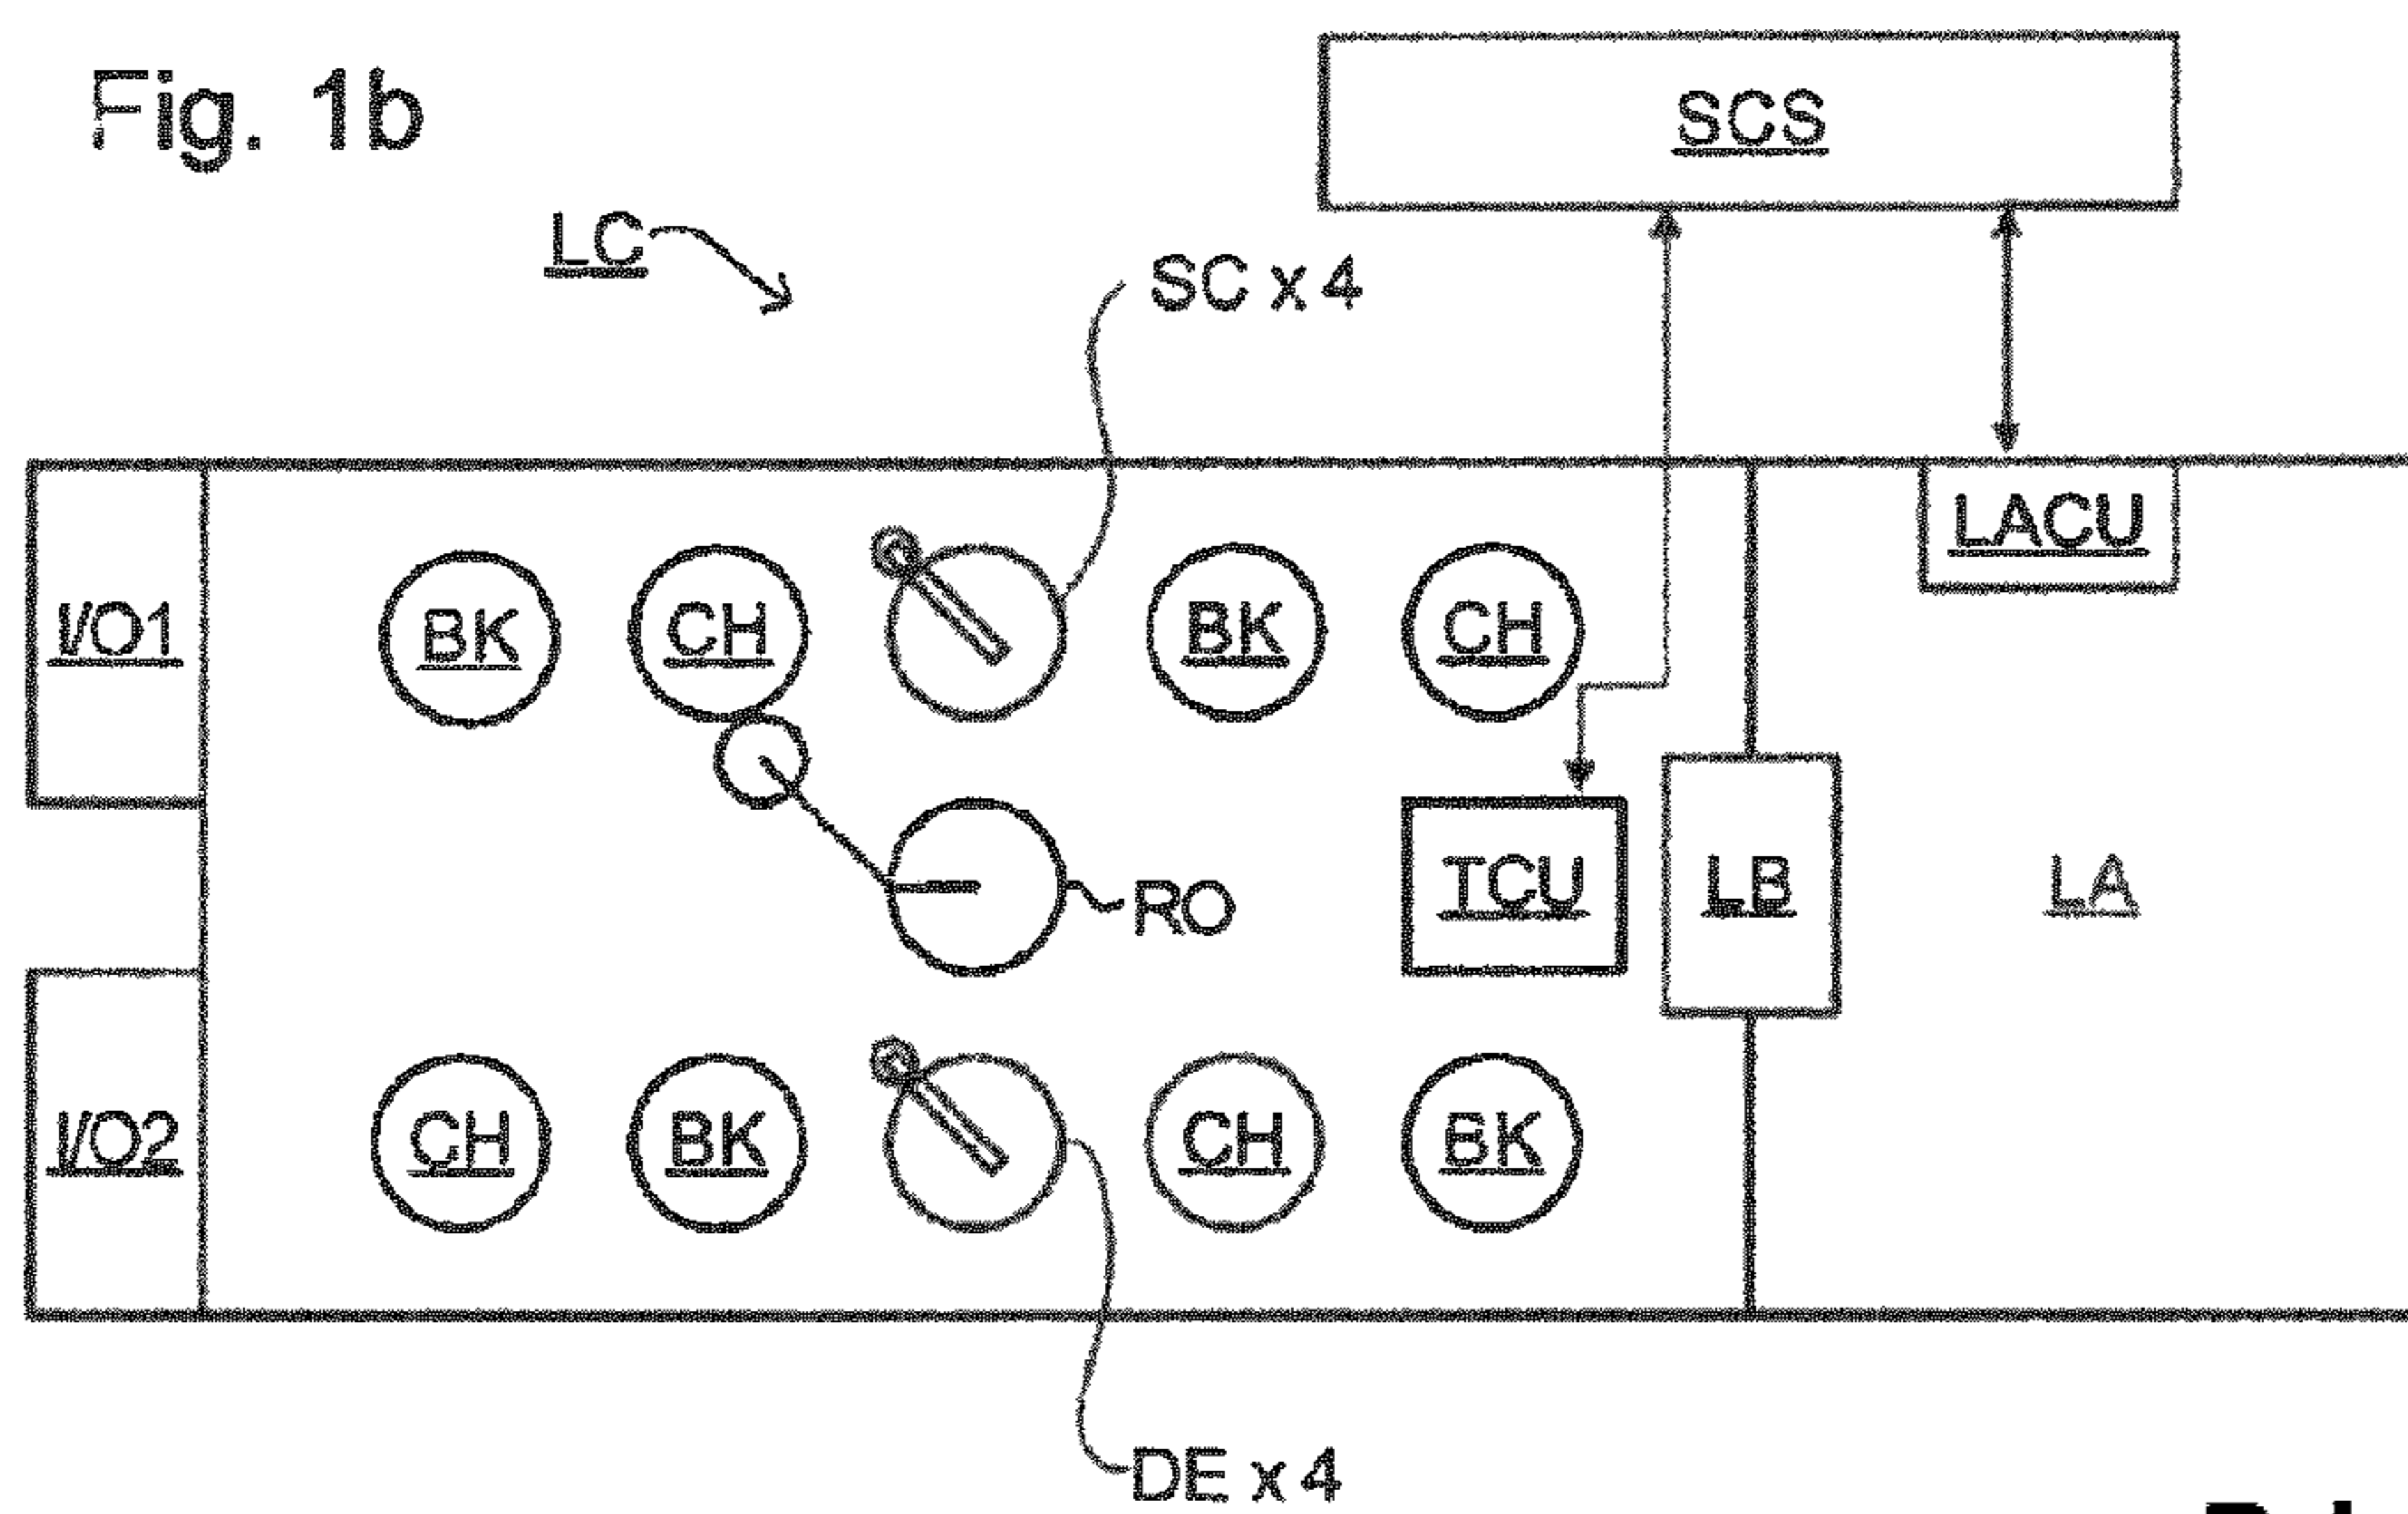 Fig. 1b
SCS
LC
SC x 4
LACU
I/O1
BK
CH
BK
CH
TCU
LB
LA
RO
I/O2
CH
BK
CH
BK
DE x 4